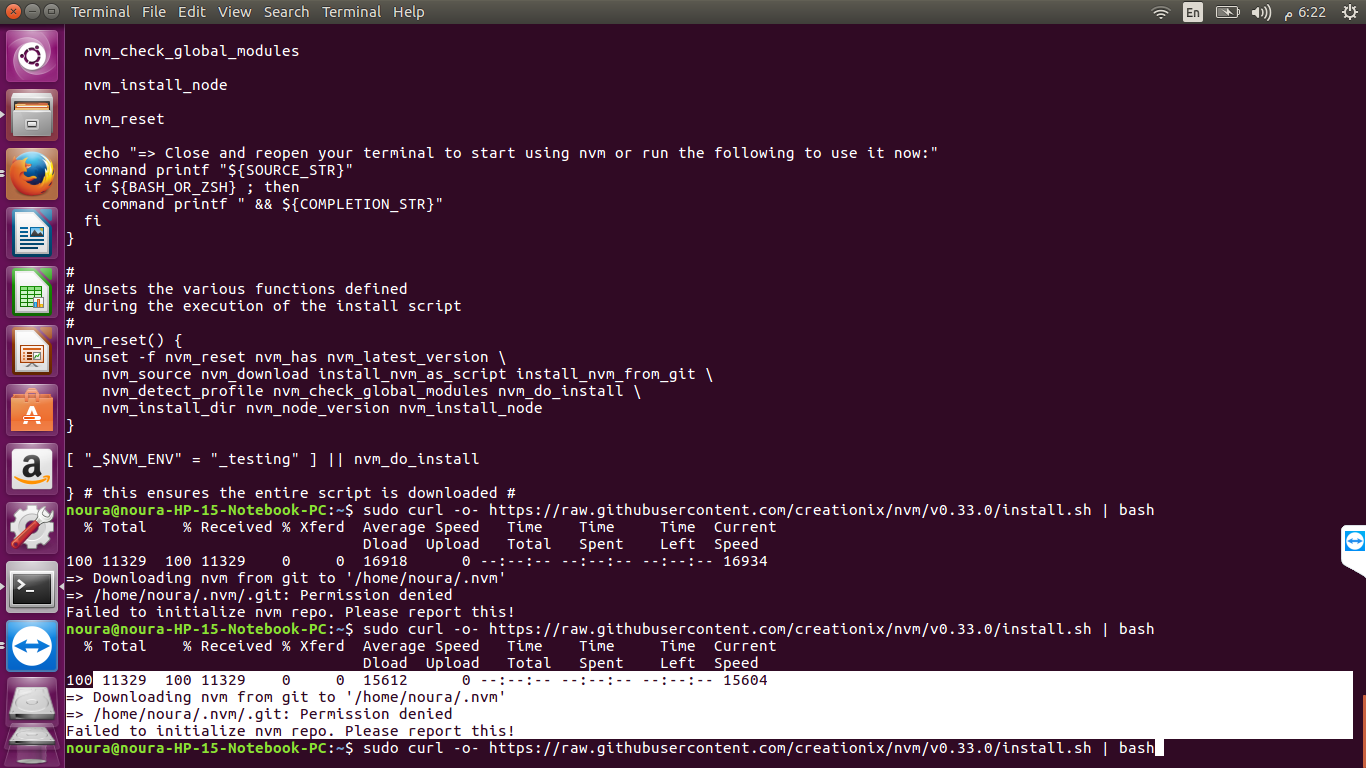 Terminal File Edit View Search Terminal Help En 6:22 م
nvm_check_global_modules
nvm_install_node
nvm_reset
echo "=> Close and reopen your terminal to start using nvm or run the following to use it now:"
command printf "${SOURCE_STR}"
if ${BASH_OR_ZSH} ; then
command printf " && ${COMPLETION_STR}"
fi
}
#
# Unsets the various functions defined
# during the execution of the install script
#
nvm_reset() {
unset -f nvm_reset nvm_has nvm_latest_version \
nvm_source nvm_download install_nvm_as_script install_nvm_from_git \
nvm_detect_profile nvm_check_global_modules nvm_do_install \
nvm_install_dir nvm_node_version nvm_install_node
}
[ "_$NVM_ENV" = "_testing" ] || nvm_do_install
} # this ensures the entire script is downloaded #
noura@noura-HP-15-Notebook-PC:~$ sudo curl -o- https://raw.githubusercontent.com/creationix/nvm/v0.33.0/install.sh | bash
% Total % Received % Xferd Average Speed Time Time Time Current
Dload Upload Total Spent Left Speed
100 11329 100 11329 0 0 16918 0 --:--:-- --:--:-- --:--:-- 16934
=> Downloading nvm from git to '/home/noura/.nvm'
=> /home/noura/.nvm/.git: Permission denied
Failed to initialize nvm repo. Please report this!
noura@noura-HP-15-Notebook-PC:~$ sudo curl -o- https://raw.githubusercontent.com/creationix/nvm/v0.33.0/install.sh | bash
% Total % Received % Xferd Average Speed Time Time Time Current
Dload Upload Total Spent Left Speed
100 11329 100 11329 0 0 15612 0 --:--:-- --:--:-- --:--:-- 15604
=> Downloading nvm from git to '/home/noura/.nvm'
=> /home/noura/.nvm/.git: Permission denied
Failed to initialize nvm repo. Please report this!
noura@noura-HP-15-Notebook-PC:~$ sudo curl -o- https://raw.githubusercontent.com/creationix/nvm/v0.33.0/install.sh | bash